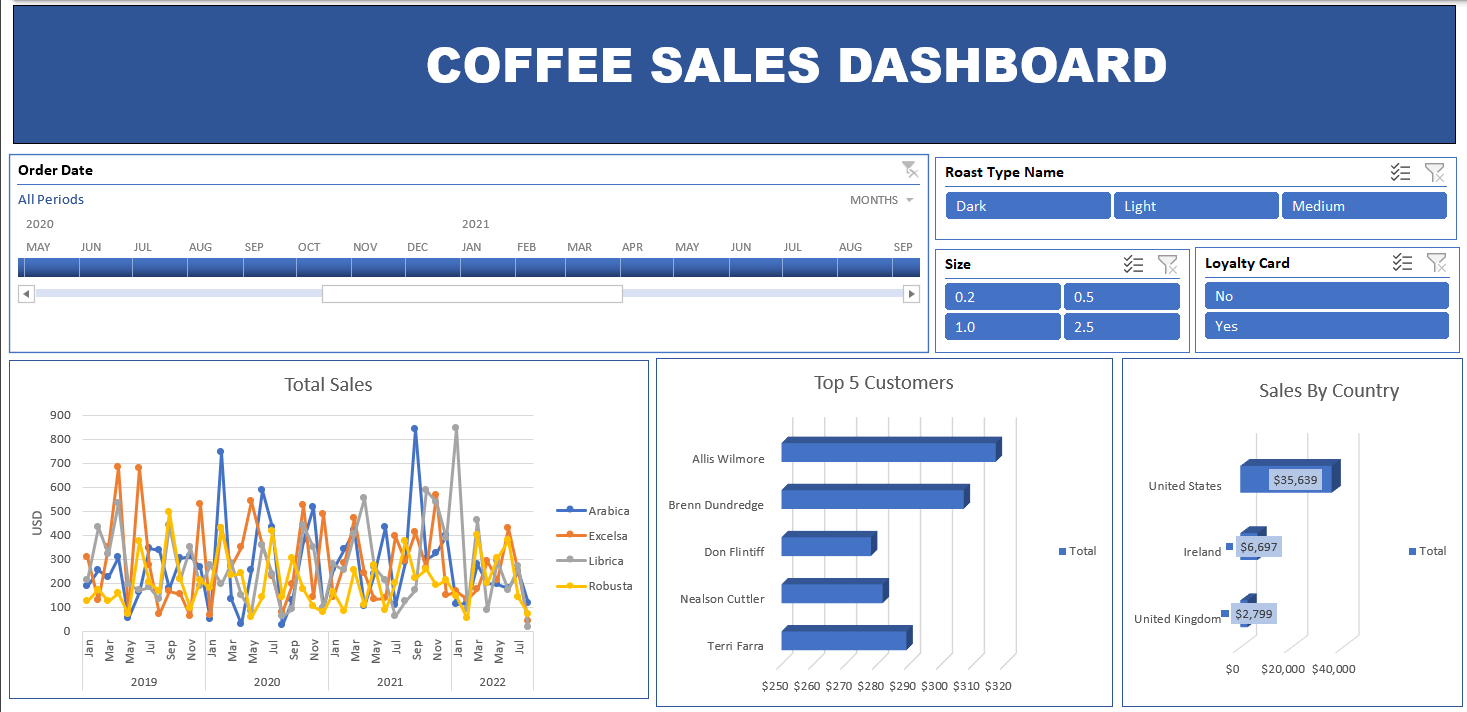 COFFEE SALES DASHBOARD
Order Date
All Periods
MONTHS
2020 2021
MAY JUN JUL AUG SEP OCT NOV DEC JAN FEB MAR APR MAY JUN JUL AUG SEP
Roast Type Name
Dark Light Medium
Size
0.2 0.5
1.0 2.5
Loyalty Card
No
Yes
Total Sales
USD
900
800
700
600
500
400
300
200
100
0
Jan Mar May Jul Sep Nov Jan Mar May Jul Sep Nov Jan Mar May Jul Sep Nov Jan Mar May Jul
2019 2020 2021 2022
Arabica
Excelsa
Librica
Robusta
Top 5 Customers
Allis Wilmore
Brenn Dundredge
Don Flintiff
Nealson Cuttler
Terri Farra
$250 $260 $270 $280 $290 $300 $310 $320
Total
Sales By Country
United States $35,639
Ireland $6,697
United Kingdom $2,799
$0 $20,000 $40,000
Total